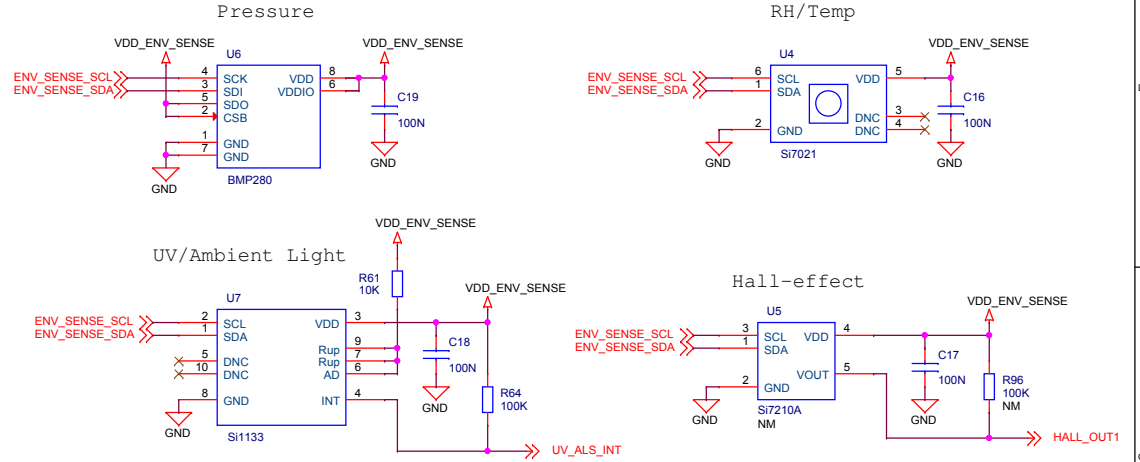 Pressure
VDD_ENV_SENSE
VDD_ENV_SENSE
U6
ENV_SENSE_SCL
ENV_SENSE_SDA
4 SCK VDD 8
3 SDI VDDIO 6
5 SDO
2 CSB
1 GND
7 GND
C19
100N
GND
GND
BMP280
RH/Temp
VDD_ENV_SENSE
U4
ENV_SENSE_SCL
ENV_SENSE_SDA
6 SCL VDD 5
1 SDA
DNC 3
2 GND DNC 4
C16
100N
GND
GND
Si7021
UV/Ambient Light
VDD_ENV_SENSE
R61
10K
VDD_ENV_SENSE
U7
ENV_SENSE_SCL
ENV_SENSE_SDA
2 SCL VDD 3
1 SDA
Rup 9
5 DNC Rup 7
10 DNC AD 6
8 GND INT 4
C18
100N
GND
R64
100K
GND
Si1133
UV_ALS_INT
Hall-effect
VDD_ENV_SENSE
U5
ENV_SENSE_SCL
ENV_SENSE_SDA
3 SCL VDD 4
1 SDA
VOUT 5
2 GND
C17
100N
R96
100K
NM
GND
GND
Si7210A
NM
HALL_OUT1